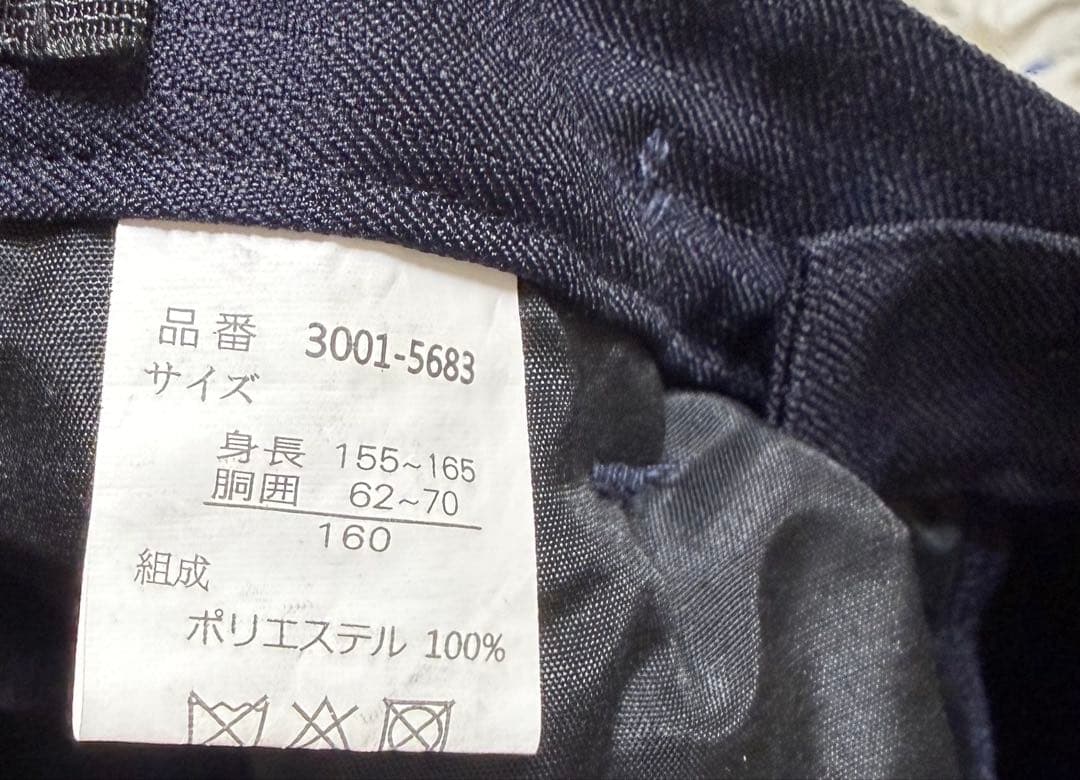 品番 3001-5683
サイズ
身長 155~165
胴囲 62~70
160
組成
ポリエステル 100%